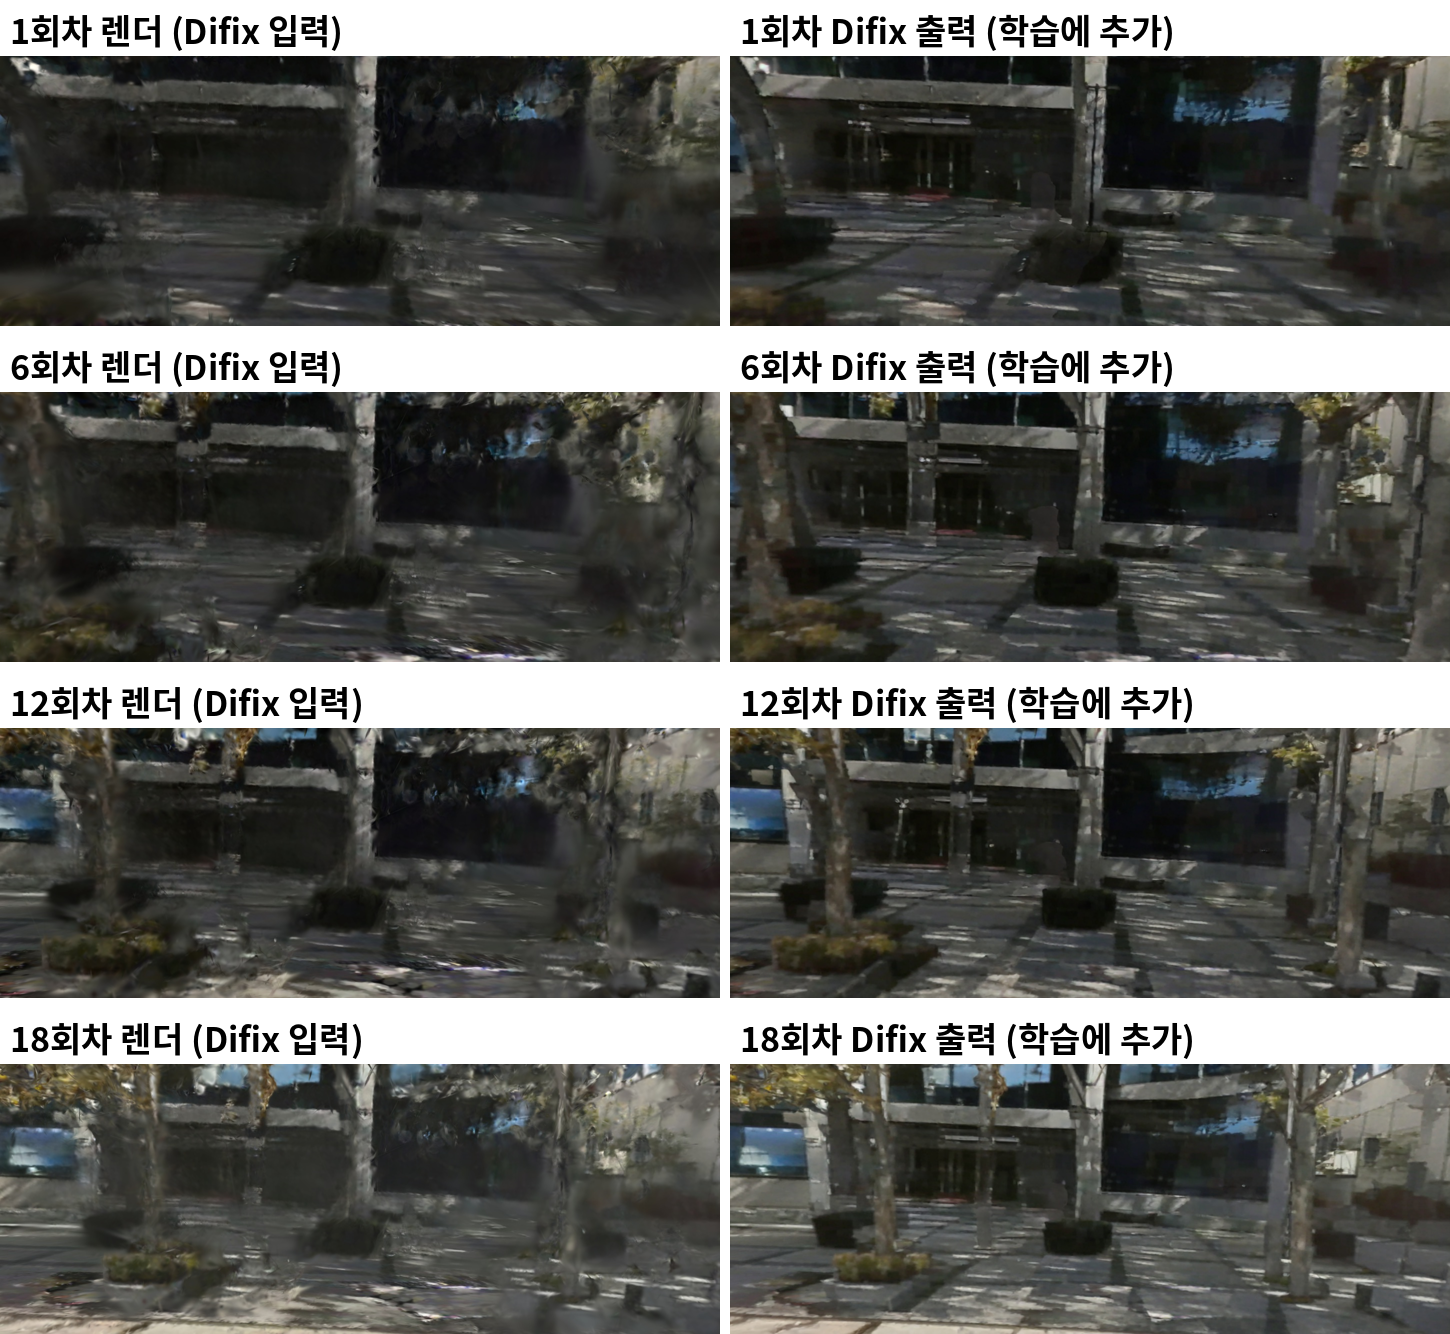 1회차 렌더 (Difix 입력)
1회차 Difix 출력 (학습에 추가)
6회차 렌더 (Difix 입력)
6회차 Difix 출력 (학습에 추가)
12회차 렌더 (Difix 입력)
12회차 Difix 출력 (학습에 추가)
18회차 렌더 (Difix 입력)
18회차 Difix 출력 (학습에 추가)